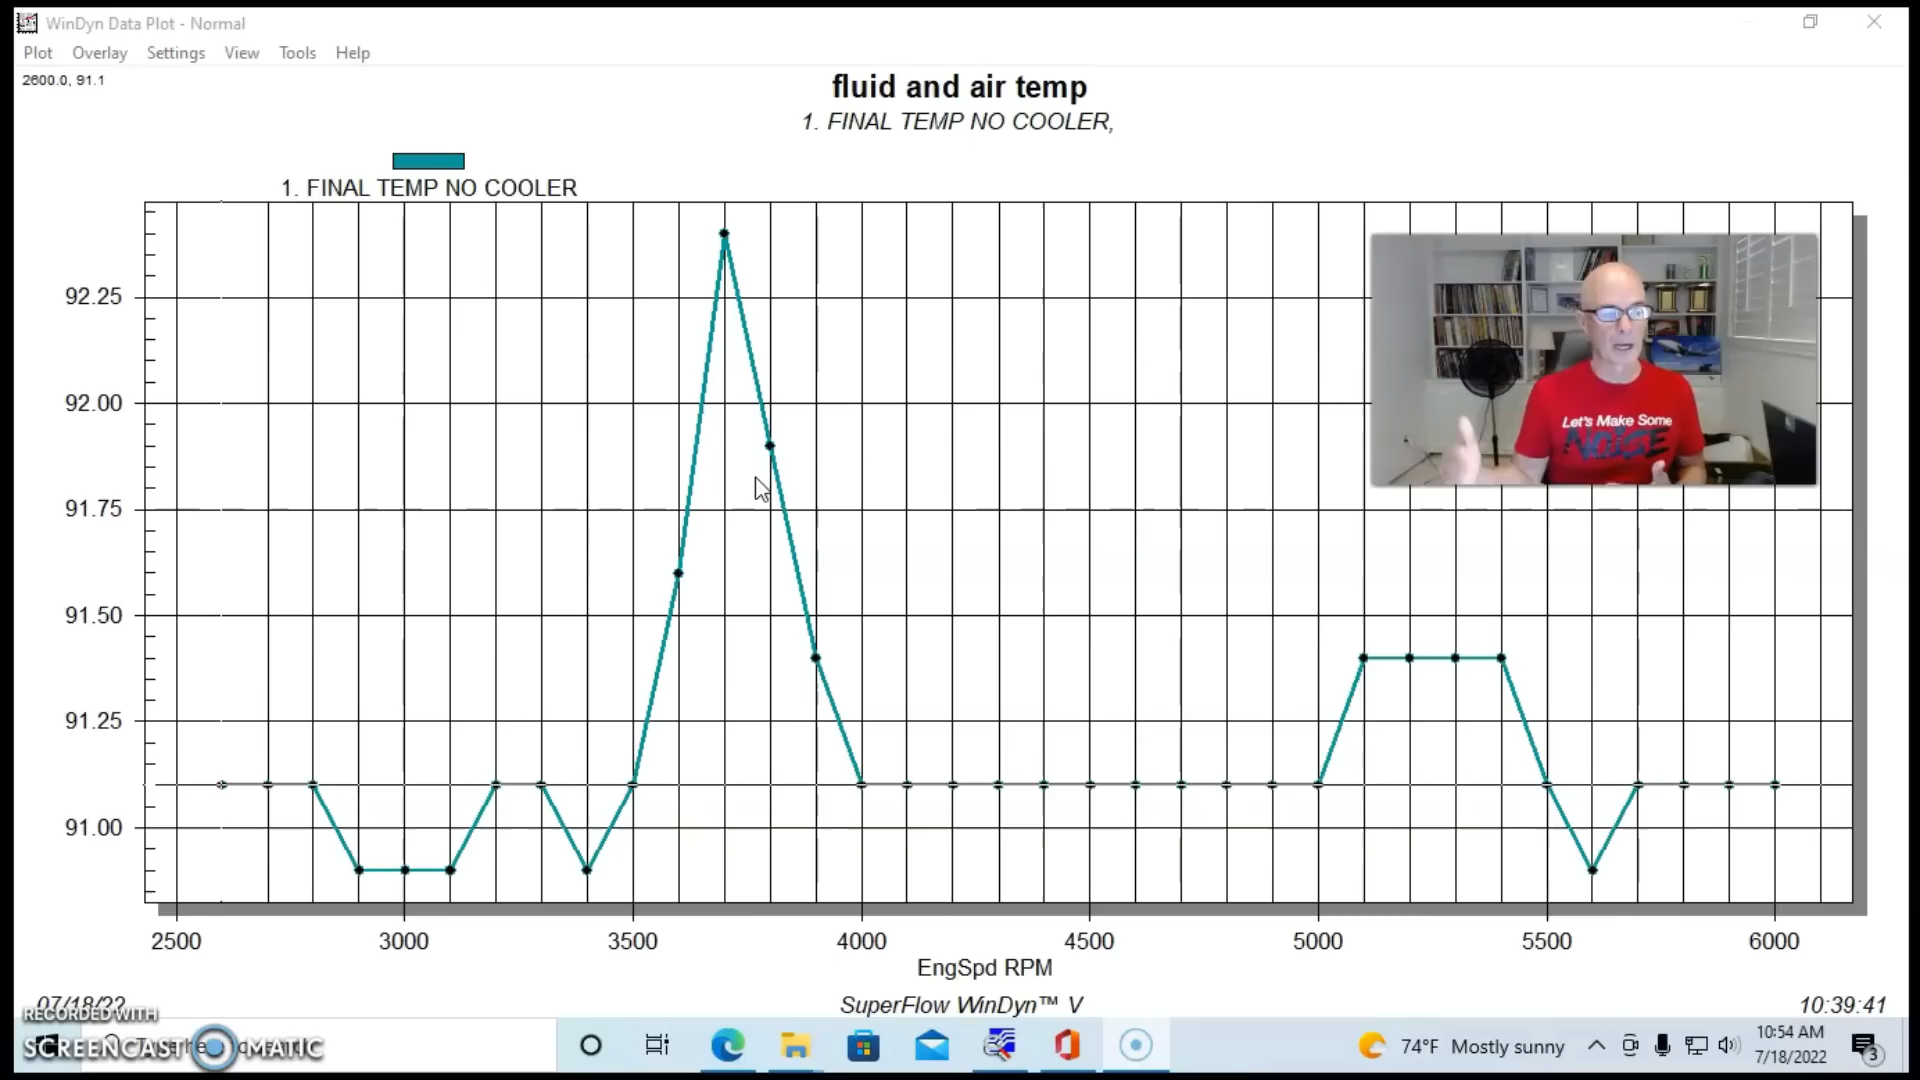 WinDyn Data Plot - Normal
Plot Overlay Settings View Tools Help
2600.0, 91.1
fluid and air temp
1. FINAL TEMP NO COOLER,
1. FINAL TEMP NO COOLER
92.25
92.00
91.75
91.50
91.25
91.00
Let's Make Some
NOISE
2500 3000 3500 4000 4500 5000 5500 6000
EngSpd RPM
07/18/22
SuperFlow WinDyn™ V
10:39:41
RECORDED WITH
SCREENCAST MATIC
74°F Mostly sunny
10:54 AM
7/18/2022
3